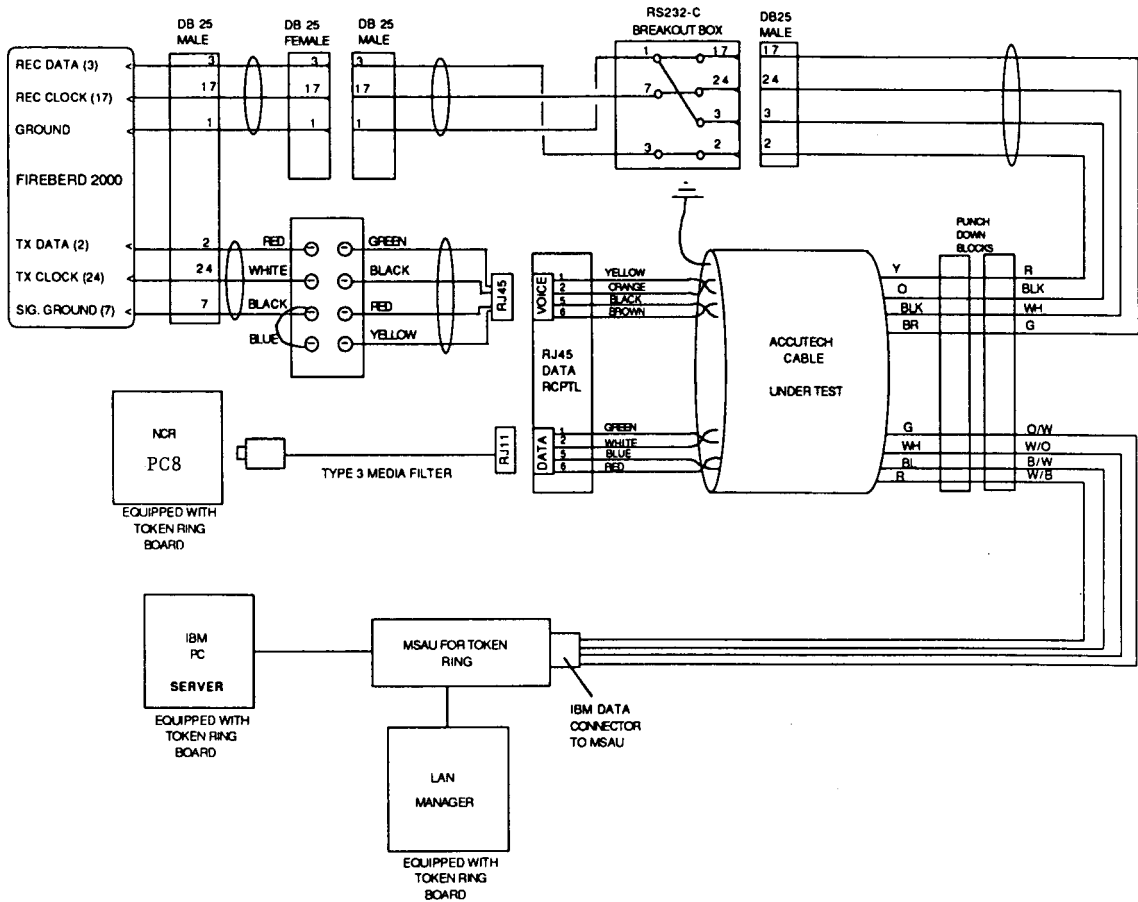 DB 25
MALE
DB 25
FEMALE
DB 25
MALE
RS232-C
BREAKOUT BOX
DB25
MALE
REC DATA (3)
3
3
3
1
17
17
REC CLOCK (17)
17
17
17
7
24
24
GROUND
1
1
1
3
3
3
2
2
FIREBERD 2000
TX DATA (2)
2
RED
GREEN
TX CLOCK (24)
24
WHITE
BLACK
SIG. GROUND (7)
7
BLACK
RED
BLUE
YELLOW
RJ45
VOICE
1
YELLOW
2
ORANGE
5
BLACK
6
BROWN
RJ45
DATA
RCPTL
ACCUTECH
CABLE
UNDER TEST
PUNCH
DOWN
BLOCKS
Y
R
O
BLK
BLK
WH
BR
G
NCR
PC8
EQUIPPED WITH
TOKEN RING
BOARD
TYPE 3 MEDIA FILTER
RJ11
DATA
1
GREEN
2
WHITE
5
BLUE
6
RED
G
O/W
WH
W/O
BL
B/W
R
W/B
IBM
PC
SERVER
EQUIPPED WITH
TOKEN RING
BOARD
MSAU FOR TOKEN
RING
IBM DATA
CONNECTOR
TO MSAU
LAN
MANAGER
EQUIPPED WITH
TOKEN RING
BOARD